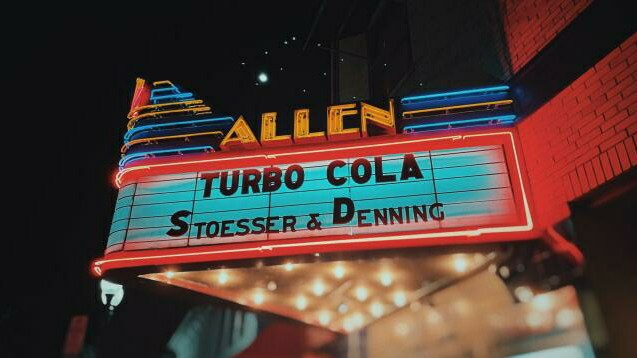 ALLEN
TURBO COLA
STOESSER & DENNING